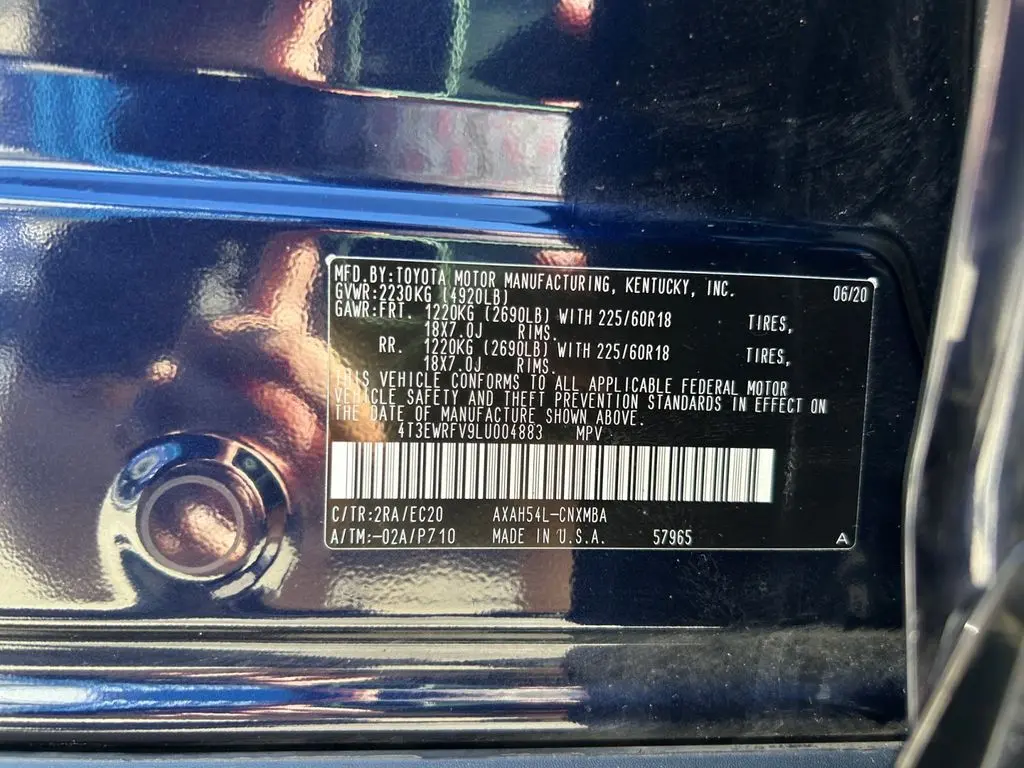 MFD.BY:TOYOTA MOTOR MANUFACTURING, KENTUCKY, INC. 06/20
GVWR:2230KG (4920LB)
GAWR:FRT. 1220KG (2690LB) WITH 225/60R18 TIRES,
18X7.0J RIMS.
RR. 1220KG (2690LB) WITH 225/60R18 TIRES,
18X7.0J RIMS.
THIS VEHICLE CONFORMS TO ALL APPLICABLE FEDERAL MOTOR
VEHICLE SAFETY AND THEFT PREVENTION STANDARDS IN EFFECT ON
THE DATE OF MANUFACTURE SHOWN ABOVE.
4T3EWRFV9LU004883 MPV
C/TR:2RA/EC20 AXAH54L-CNXMBA
A/TM:-02A/P710 MADE IN U.S.A. 57965 A